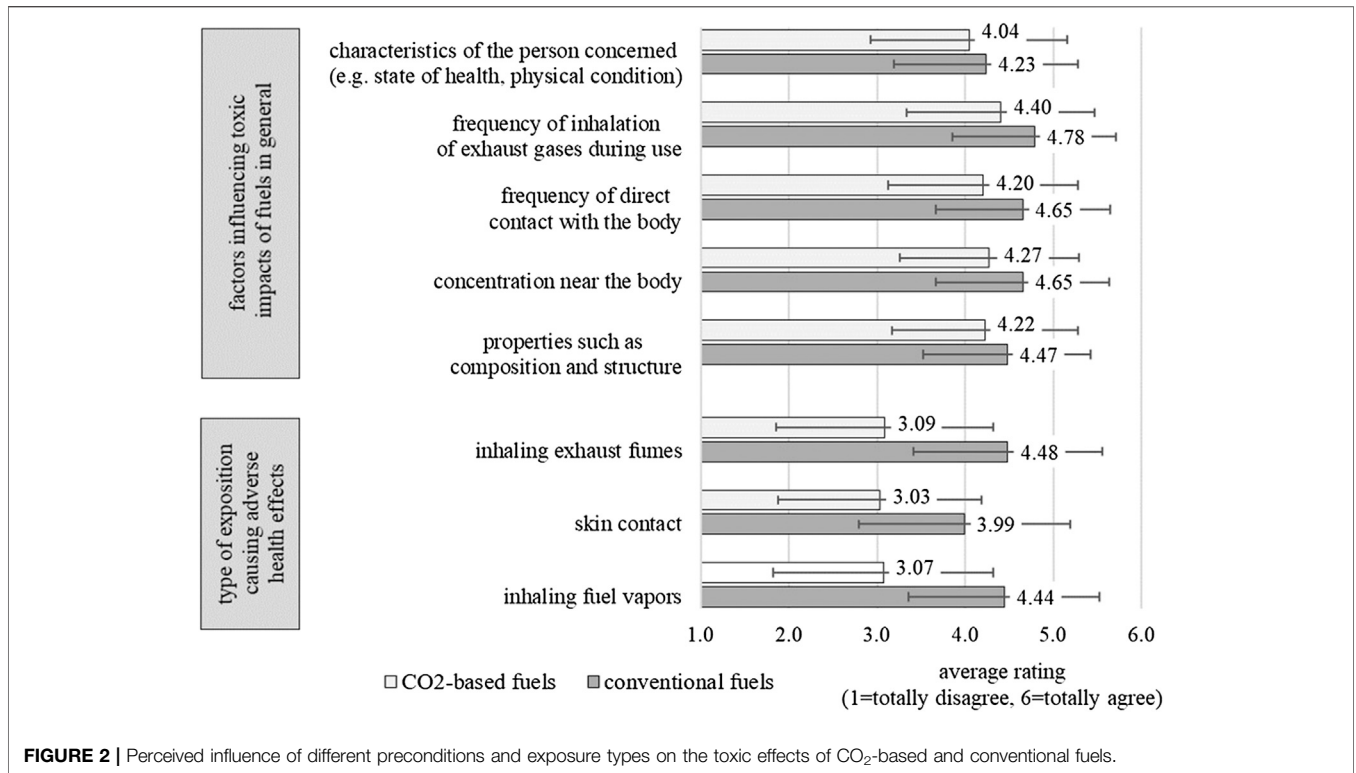 factors influencing toxic
impacts of fuels in general
characteristics of the person concerned
(e.g. state of health, physical condition)
4.04
4.23
frequency of inhalation
of exhaust gases during use
4.40
4.78
frequency of direct
contact with the body
4.20
4.65
concentration near the body
4.27
4.65
properties such as
composition and structure
4.22
4.47
type of exposition
causing adverse
health effects
inhaling exhaust fumes
3.09
4.48
skin contact
3.03
3.99
inhaling fuel vapors
3.07
4.44
1.0 2.0 3.0 4.0 5.0 6.0
average rating
(1=totally disagree, 6=totally agree)
CO2-based fuels conventional fuels
FIGURE 2 | Perceived influence of different preconditions and exposure types on the toxic effects of CO₂-based and conventional fuels.